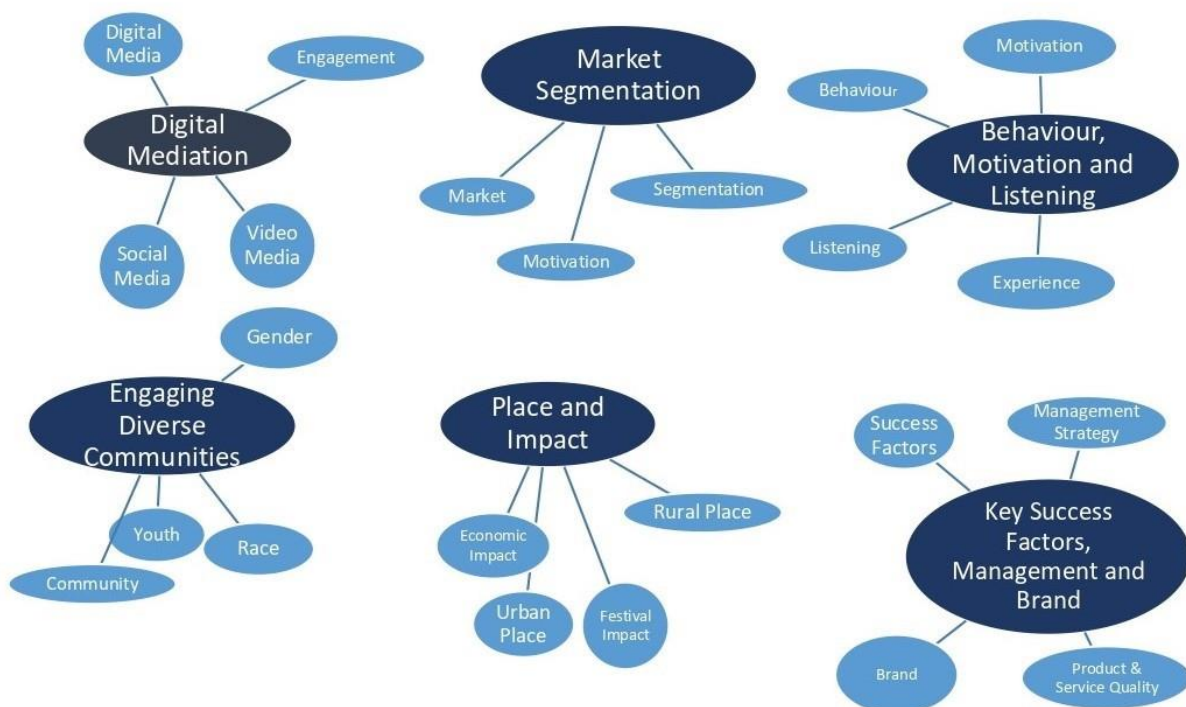 Digital
Media
Engagement
Digital
Mediation
Social
Media
Video
Media
Market
Segmentation
Market
Motivation
Segmentation
Motivation
Behaviour
Behaviour,
Motivation and
Listening
Listening
Experience
Gender
Engaging
Diverse
Communities
Youth
Race
Community
Place and
Impact
Rural Place
Economic
Impact
Urban
Place
Festival
Impact
Success
Factors
Management
Strategy
Key Success
Factors,
Management and
Brand
Brand
Product &
Service Quality